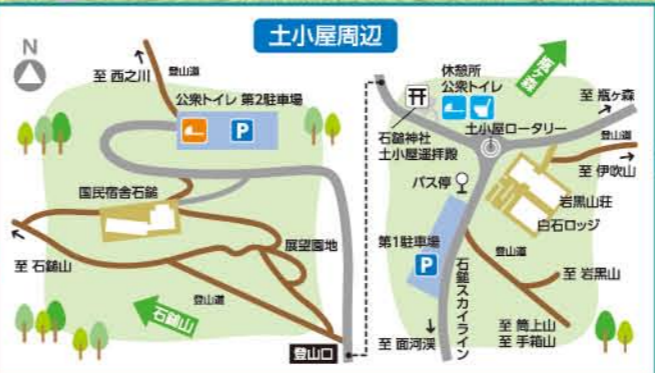 土小屋周辺
N
至 西之川
登山道
公衆トイレ 第2駐車場
P
国民宿舎石鎚
展望園地
至 石鎚山
登山道
石鎚山
登山口
休憩所
公衆トイレ
瓶ヶ森
至 瓶ヶ森
石鎚神社
土小屋遥拝殿
土小屋ロータリー
登山道
至 伊吹山
バス停
岩黒山荘
白石ロッジ
第1駐車場
P
登山道
至 岩黒山
石鎚スカイライン
至 筒上山
至 手箱山
至 面河渓